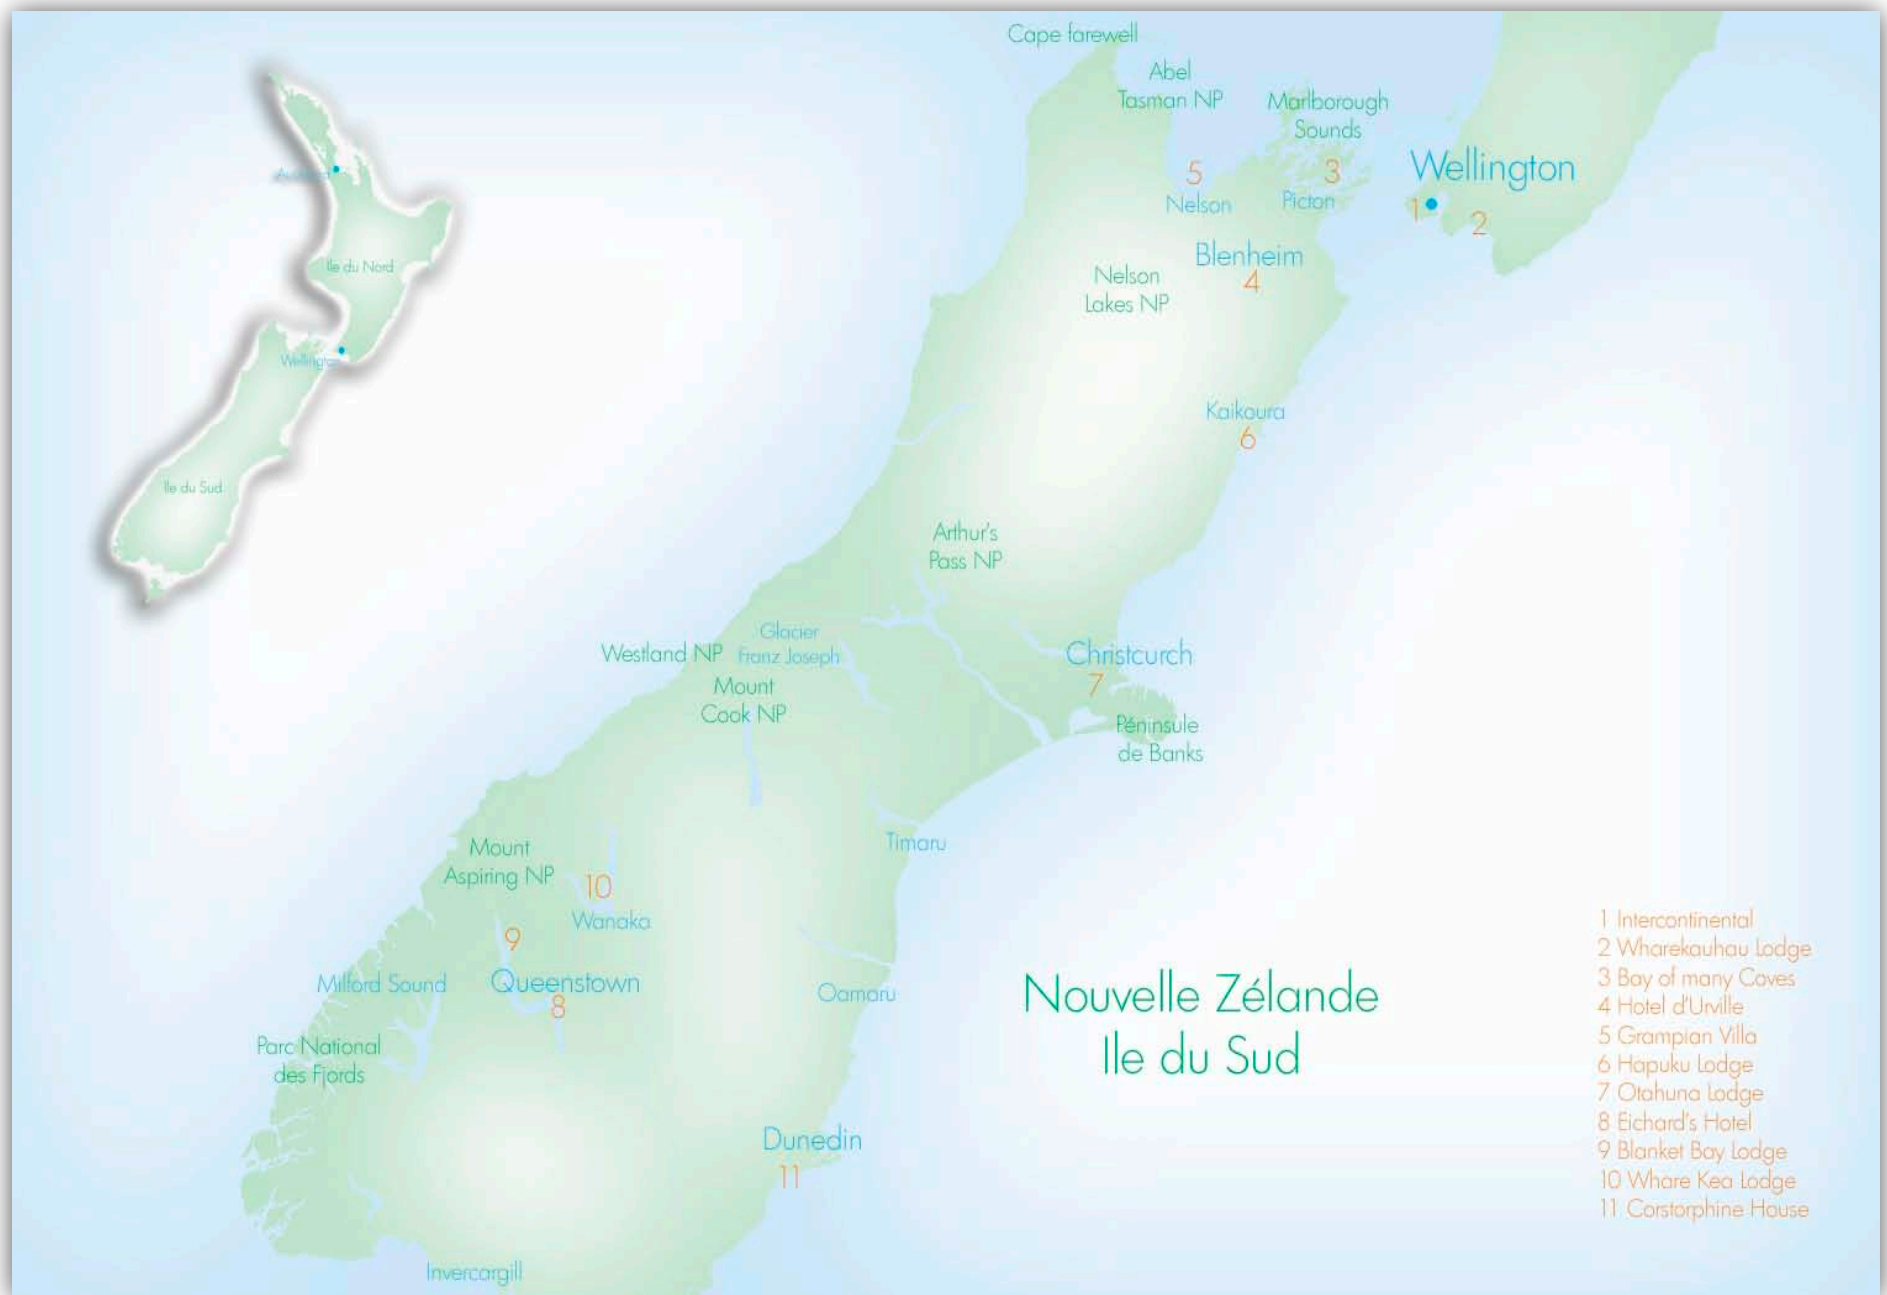 Cape farewell
Abel
Tasman NP
Marlborough
Sounds
Wellington
5
3
Nelson
Picton
1
2
Blenheim
4
Nelson
Lakes NP
Ile du Nord
Wellington
Kaikoura
6
Ile du Sud
Arthur's
Pass NP
Glacier
Franz Joseph
Westland NP
Mount
Cook NP
Christcurch
7
Péninsule
de Banks
Timaru
Mount
Aspiring NP
10
Wanaka
9
Queenstown
8
Milford Sound
Oamaru
Parc National
des Fjords
Dunedin
11
Invercargill
Nouvelle Zélande
Ile du Sud
1 Intercontinental
2 Wharekauhau Lodge
3 Bay of many Coves
4 Hotel d'Urville
5 Grampian Villa
6 Hapuku Lodge
7 Otahuna Lodge
8 Eichard's Hotel
9 Blanket Bay Lodge
10 Whare Kea Lodge
11 Corstorphine House